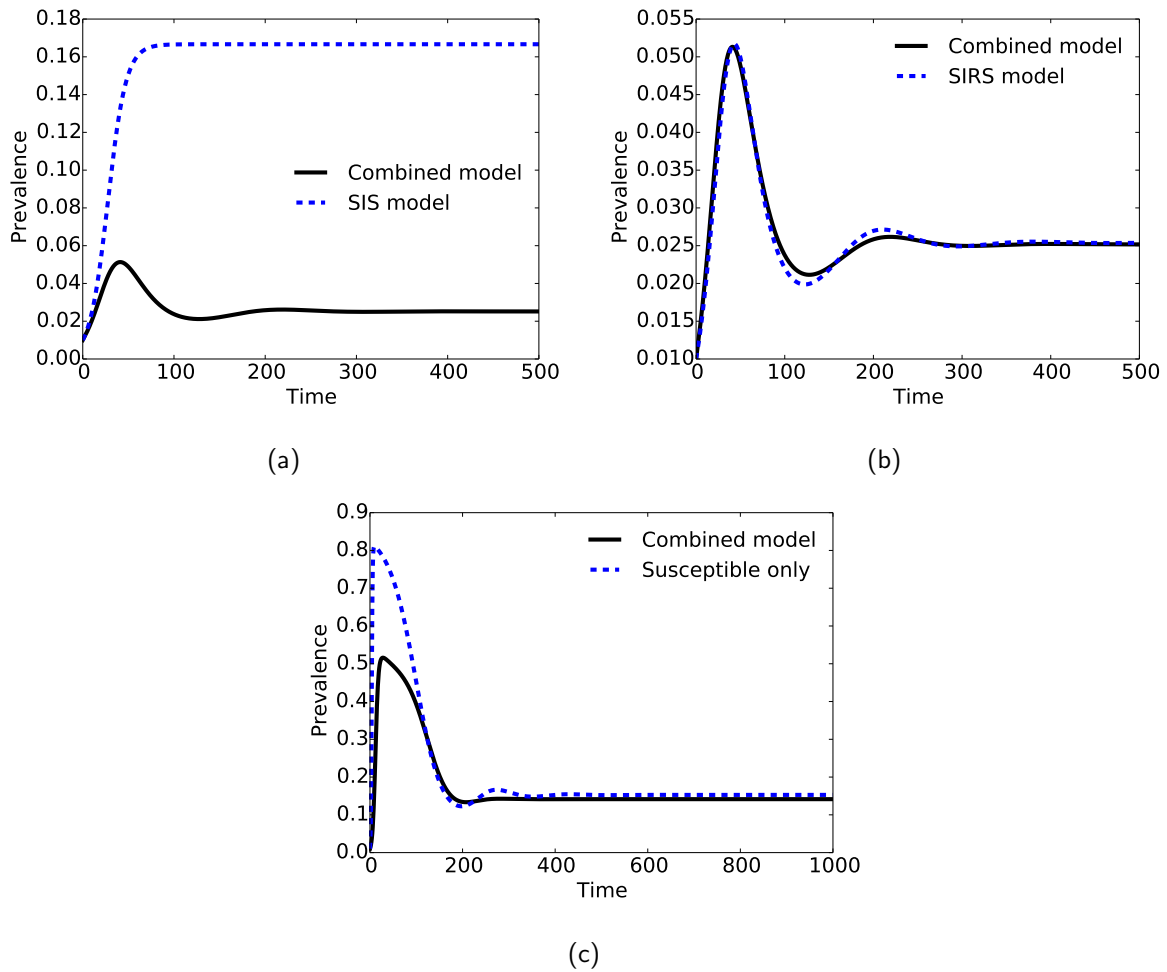 0.18
0.16
0.14
0.12
0.10
0.08
0.06
0.04
0.02
0.00
0 100 200 300 400 500
Prevalence
Time
Combined model
SIS model
(a)
0.055
0.050
0.045
0.040
0.035
0.030
0.025
0.020
0.015
0.010
0 100 200 300 400 500
Prevalence
Time
Combined model
SIRS model
(b)
0.9
0.8
0.7
0.6
0.5
0.4
0.3
0.2
0.1
0.0
0 200 400 600 800 1000
Prevalence
Time
Combined model
Susceptible only
(c)